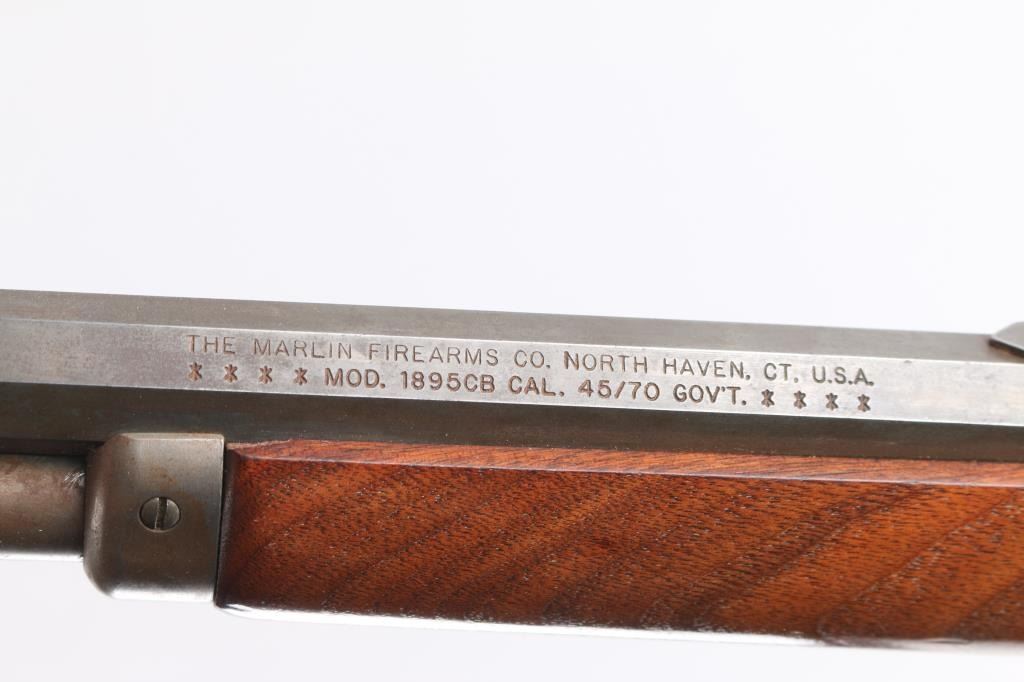 THE MARLIN FIREARMS CO. NORTH HAVEN, CT. U.S.A.
* * * * MOD. 1895CB CAL. 45/70 GOV'T. * * * *